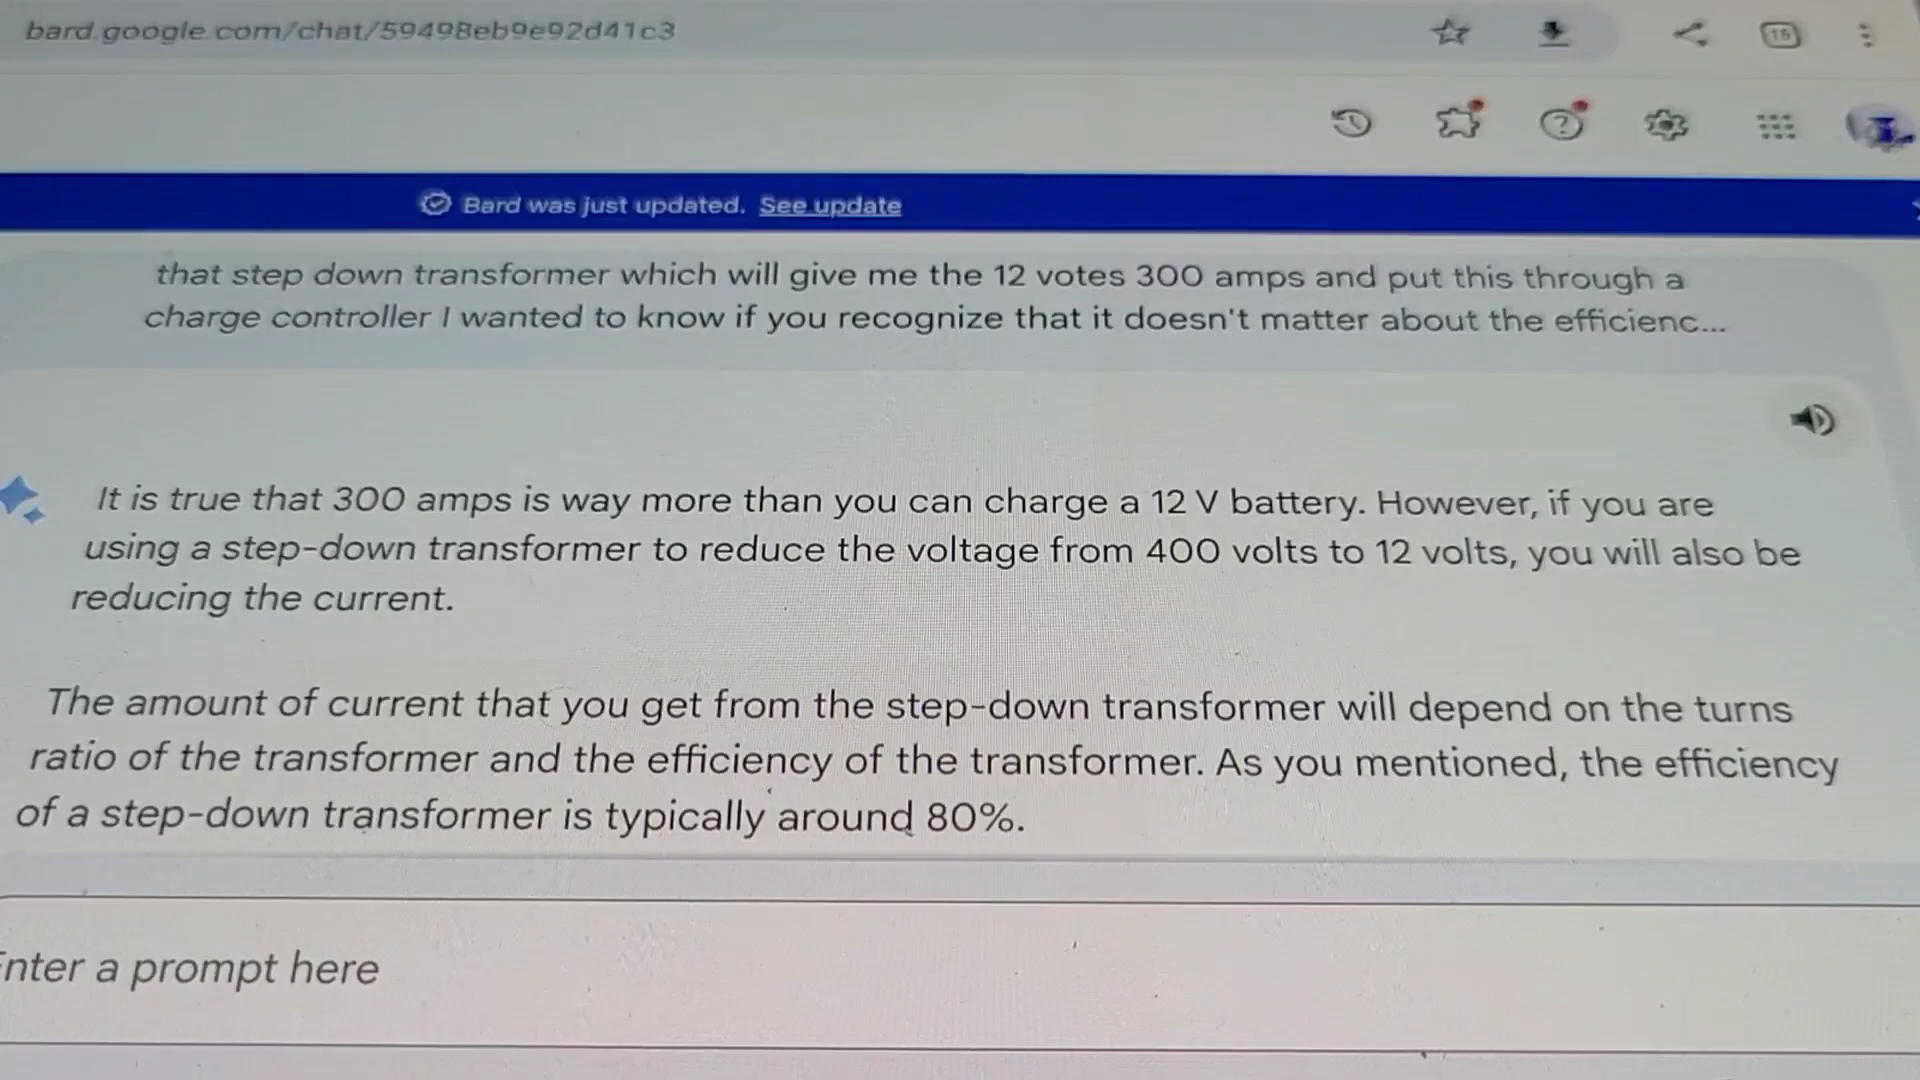 bard.google.com/chat/59498eb9e92d41c3
15
Bard was just updated. See update
that step down transformer which will give me the 12 votes 300 amps and put this through a
charge controller I wanted to know if you recognize that it doesn't matter about the efficienc...
It is true that 300 amps is way more than you can charge a 12 V battery. However, if you are
using a step-down transformer to reduce the voltage from 400 volts to 12 volts, you will also be
reducing the current.
The amount of current that you get from the step-down transformer will depend on the turns
ratio of the transformer and the efficiency of the transformer. As you mentioned, the efficiency
of a step-down transformer is typically around 80%.
Enter a prompt here